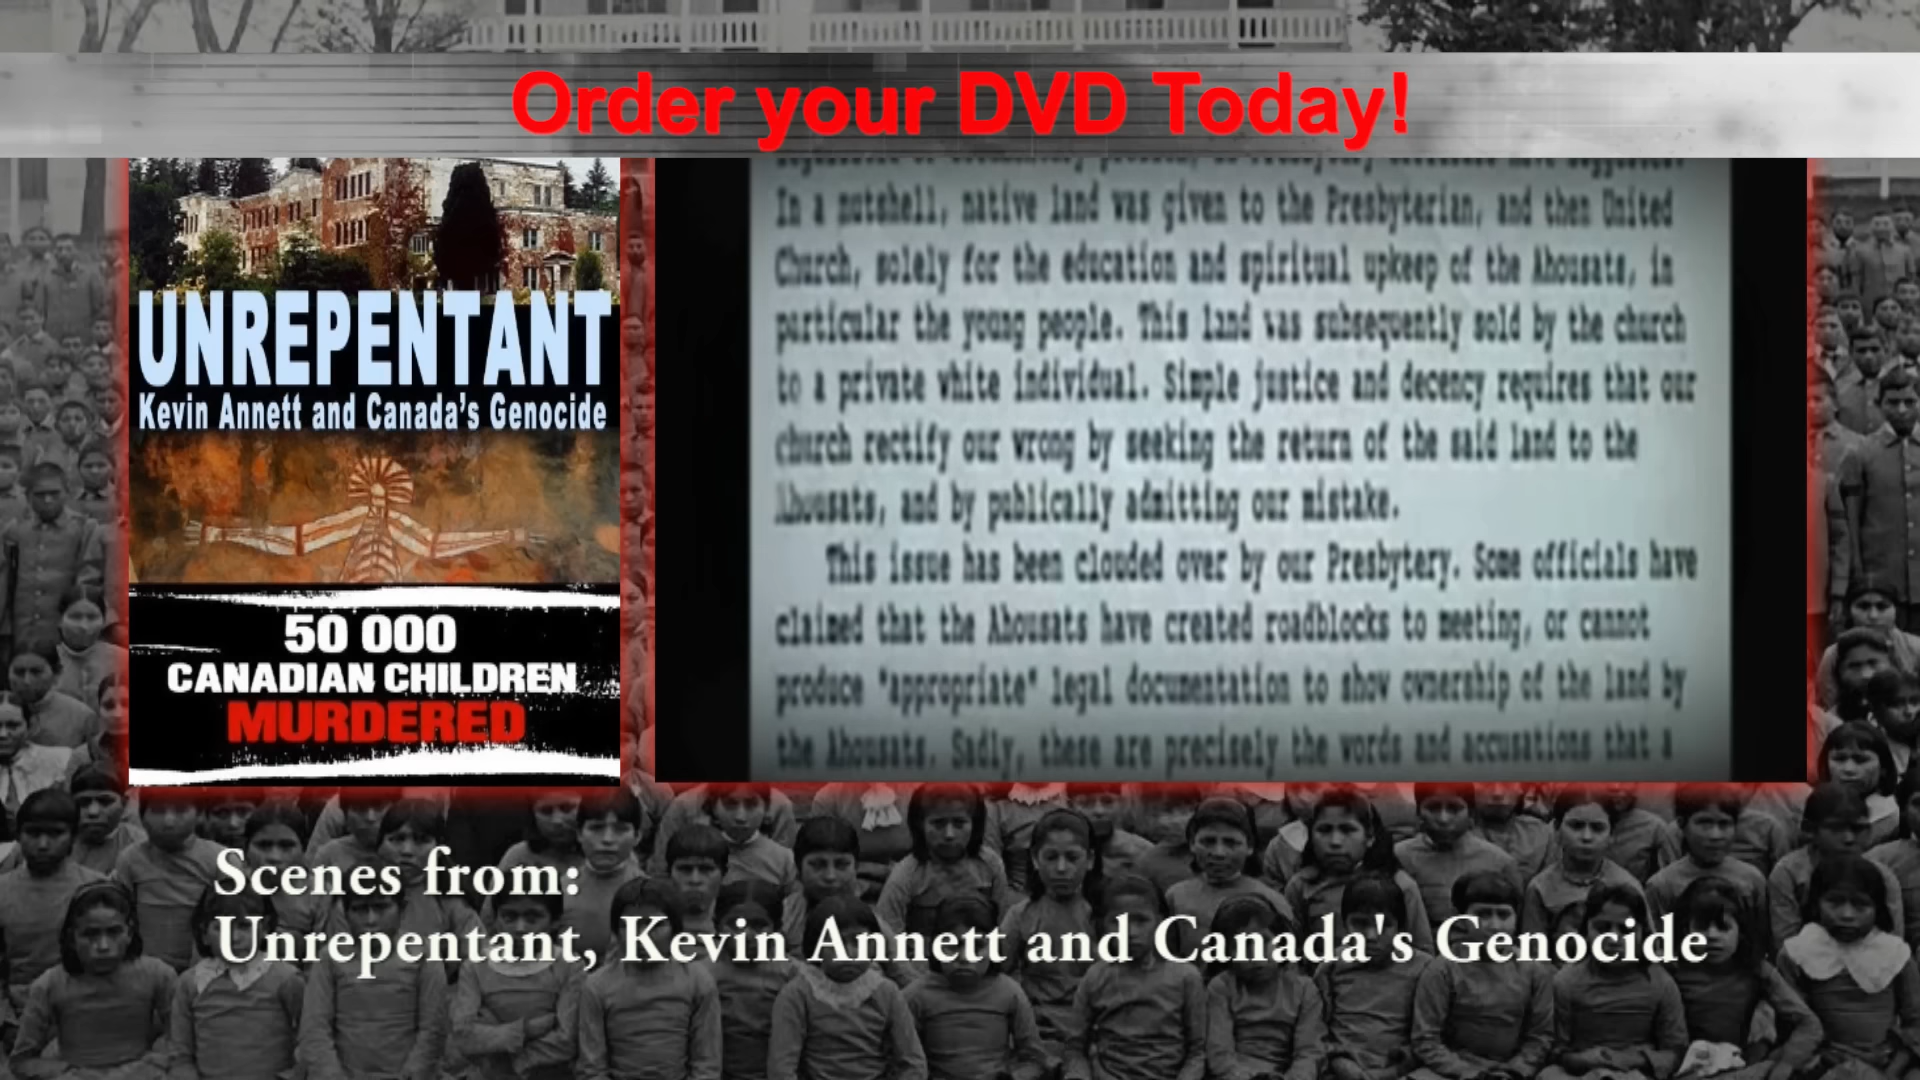 Order your DVD Today!
UNREPENTANT
Kevin Annett and Canada's Genocide
50 000
CANADIAN CHILDREN
MURDERED
In a nutshell, native land was given to the Presbyterian, and then United
Church, solely for the education and spiritual upkeep of the Ahousats, in
particular the young people. This land was subsequently sold by the church
to a private white individual. Simple justice and decency requires that our
church rectify our wrong by seeking the return of the said land to the
Ahousats, and by publically admitting our mistake.
This issue has been clouded over by our Presbytery. Some officials have
claimed that the Ahousats have created roadblocks to meeting, or cannot
produce "appropriate" legal documentation to show ownership of the land by
the Ahousats. Sadly, these are precisely the words and accusations that a
Scenes from:
Unrepentant, Kevin Annett and Canada's Genocide